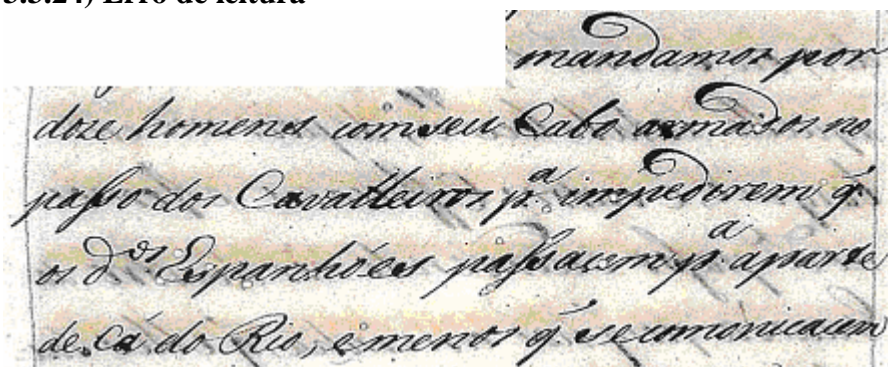 3.3.24) Erro de leitura
mandamos por
doze homens com seu Cabo armados no
passo dos Cavalleiros p.ª impedirem q.
os d.ºs Espanhóes passacem p.ª a parte
de Cá do Rio, e menos q. se comonicacem